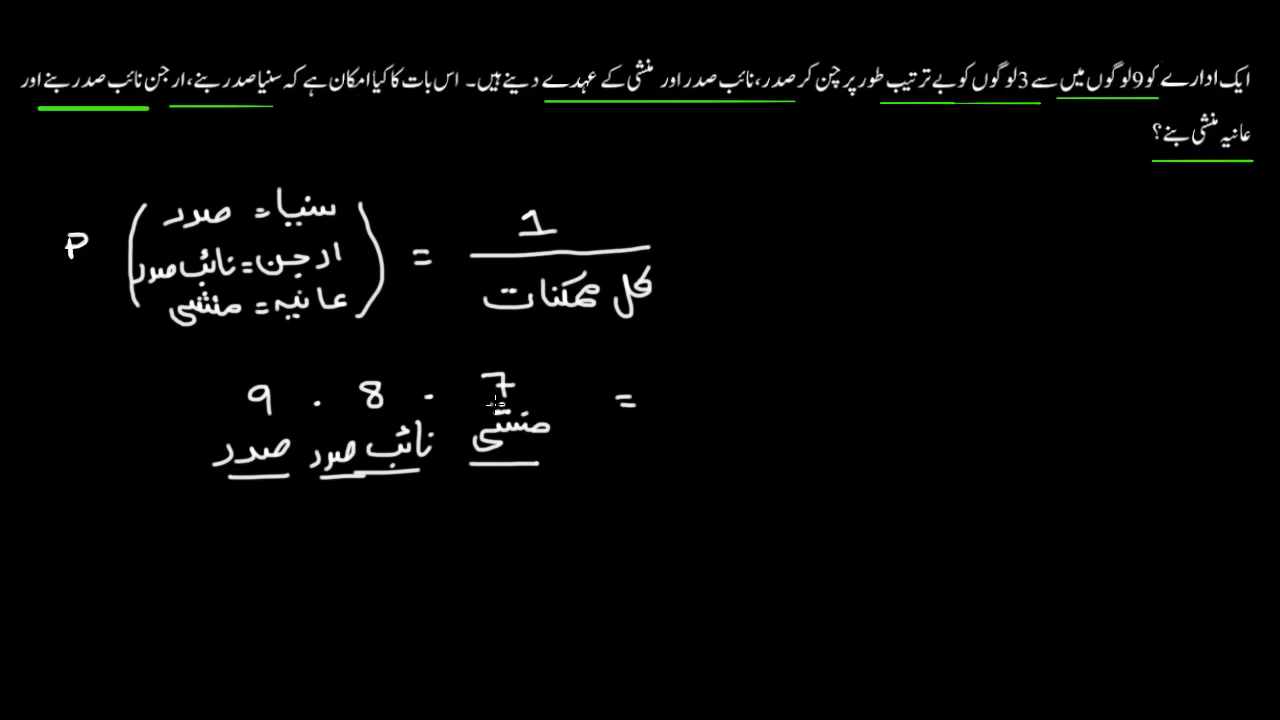 ایک ادارے کو 9 لوگوں میں سے 3 لوگوں کو بے ترتیب طور پر چن کر صدر، نائب صدر اور منشی کے عہدے دینے ہیں۔ اس بات کا کیا امکان ہے کہ سنیا صدر بنے، ارجن نائب صدر بنے اور
عانیہ منشی بنے؟
P (سنیا = صدر
ارجن = نائب صدر
عانیہ = منشی) = 1 / کل ممکنات
9 . 8 . 7 =
صدر نائب صدر منشی